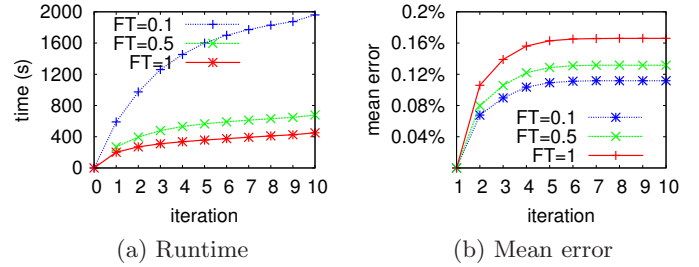 2000
1600
1200
800
400
0
time (s)
FT=0.1
FT=0.5
FT=1
0 1 2 3 4 5 6 7 8 9 10
iteration
(a) Runtime
0.2%
0.16%
0.12%
0.08%
0.04%
mean error
FT=0.1
FT=0.5
FT=1
1 2 3 4 5 6 7 8 9 10
iteration
(b) Mean error